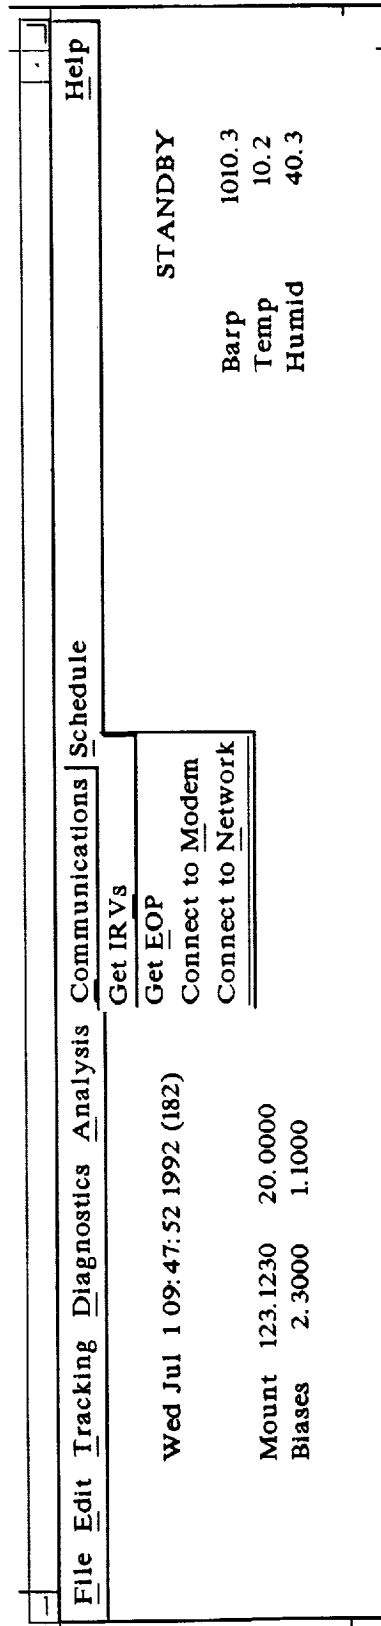 File Edit Tracking Diagnostics Analysis Communications Schedule Help
Get IRVs
Get EOP
Connect to Modem
Connect to Network
Wed Jul 1 09:47:52 1992 (182)
STANDBY
Mount 123.1230 20.0000
Biases 2.3000 1.1000
Barp 1010.3
Temp 10.2
Humid 40.3